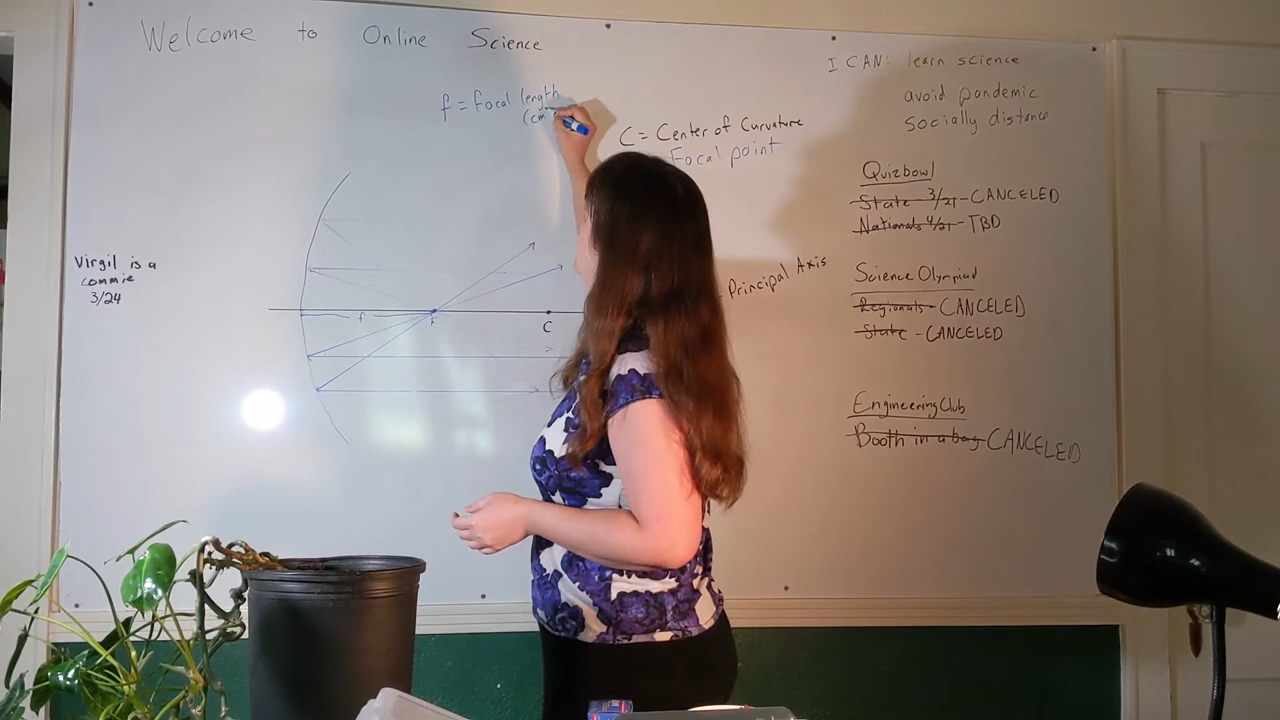 Welcome to Online Science
f = focal length
(cm
C = Center of Curvature
Focal point
I CAN: learn science
avoid pandemic
socially distance
Quizbowl
State 3/21 - CANCELED
Nationals 4/21 - TBD
Virgil is a
commie
3/24
Principal Axis
Science Olympiad
Regionals - CANCELED
State - CANCELED
f
F
C
Engineering Club
Booth in a bag CANCELED